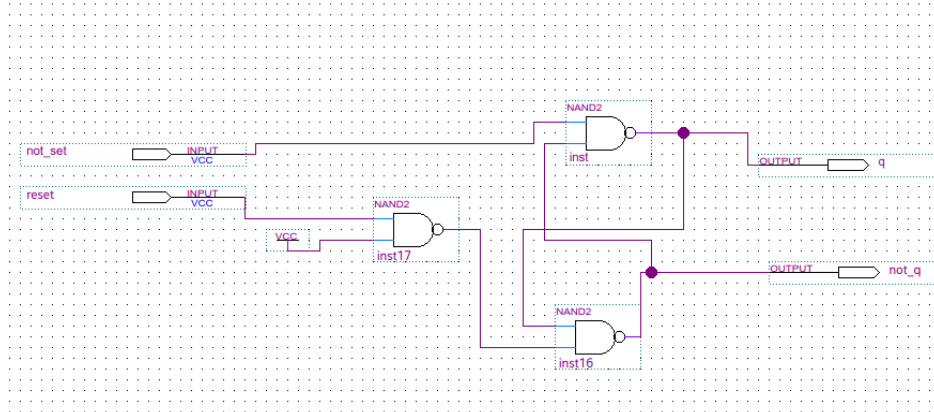 NAND2
inst
not_set
INPUT
VCC
OUTPUT
q
reset
INPUT
VCC
NAND2
inst17
VCC
OUTPUT
not_q
NAND2
inst16